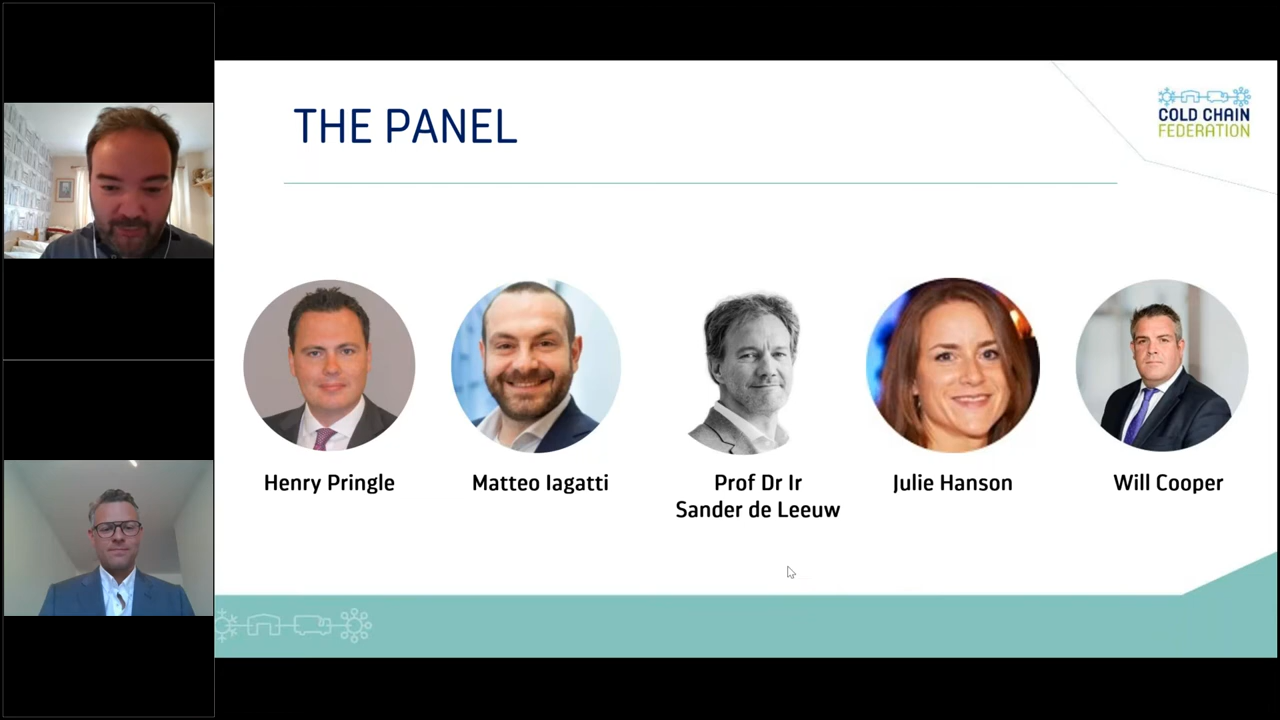 THE PANEL
COLD CHAIN
FEDERATION
Henry Pringle
Matteo Iagatti
Prof Dr Ir
Sander de Leeuw
Julie Hanson
Will Cooper